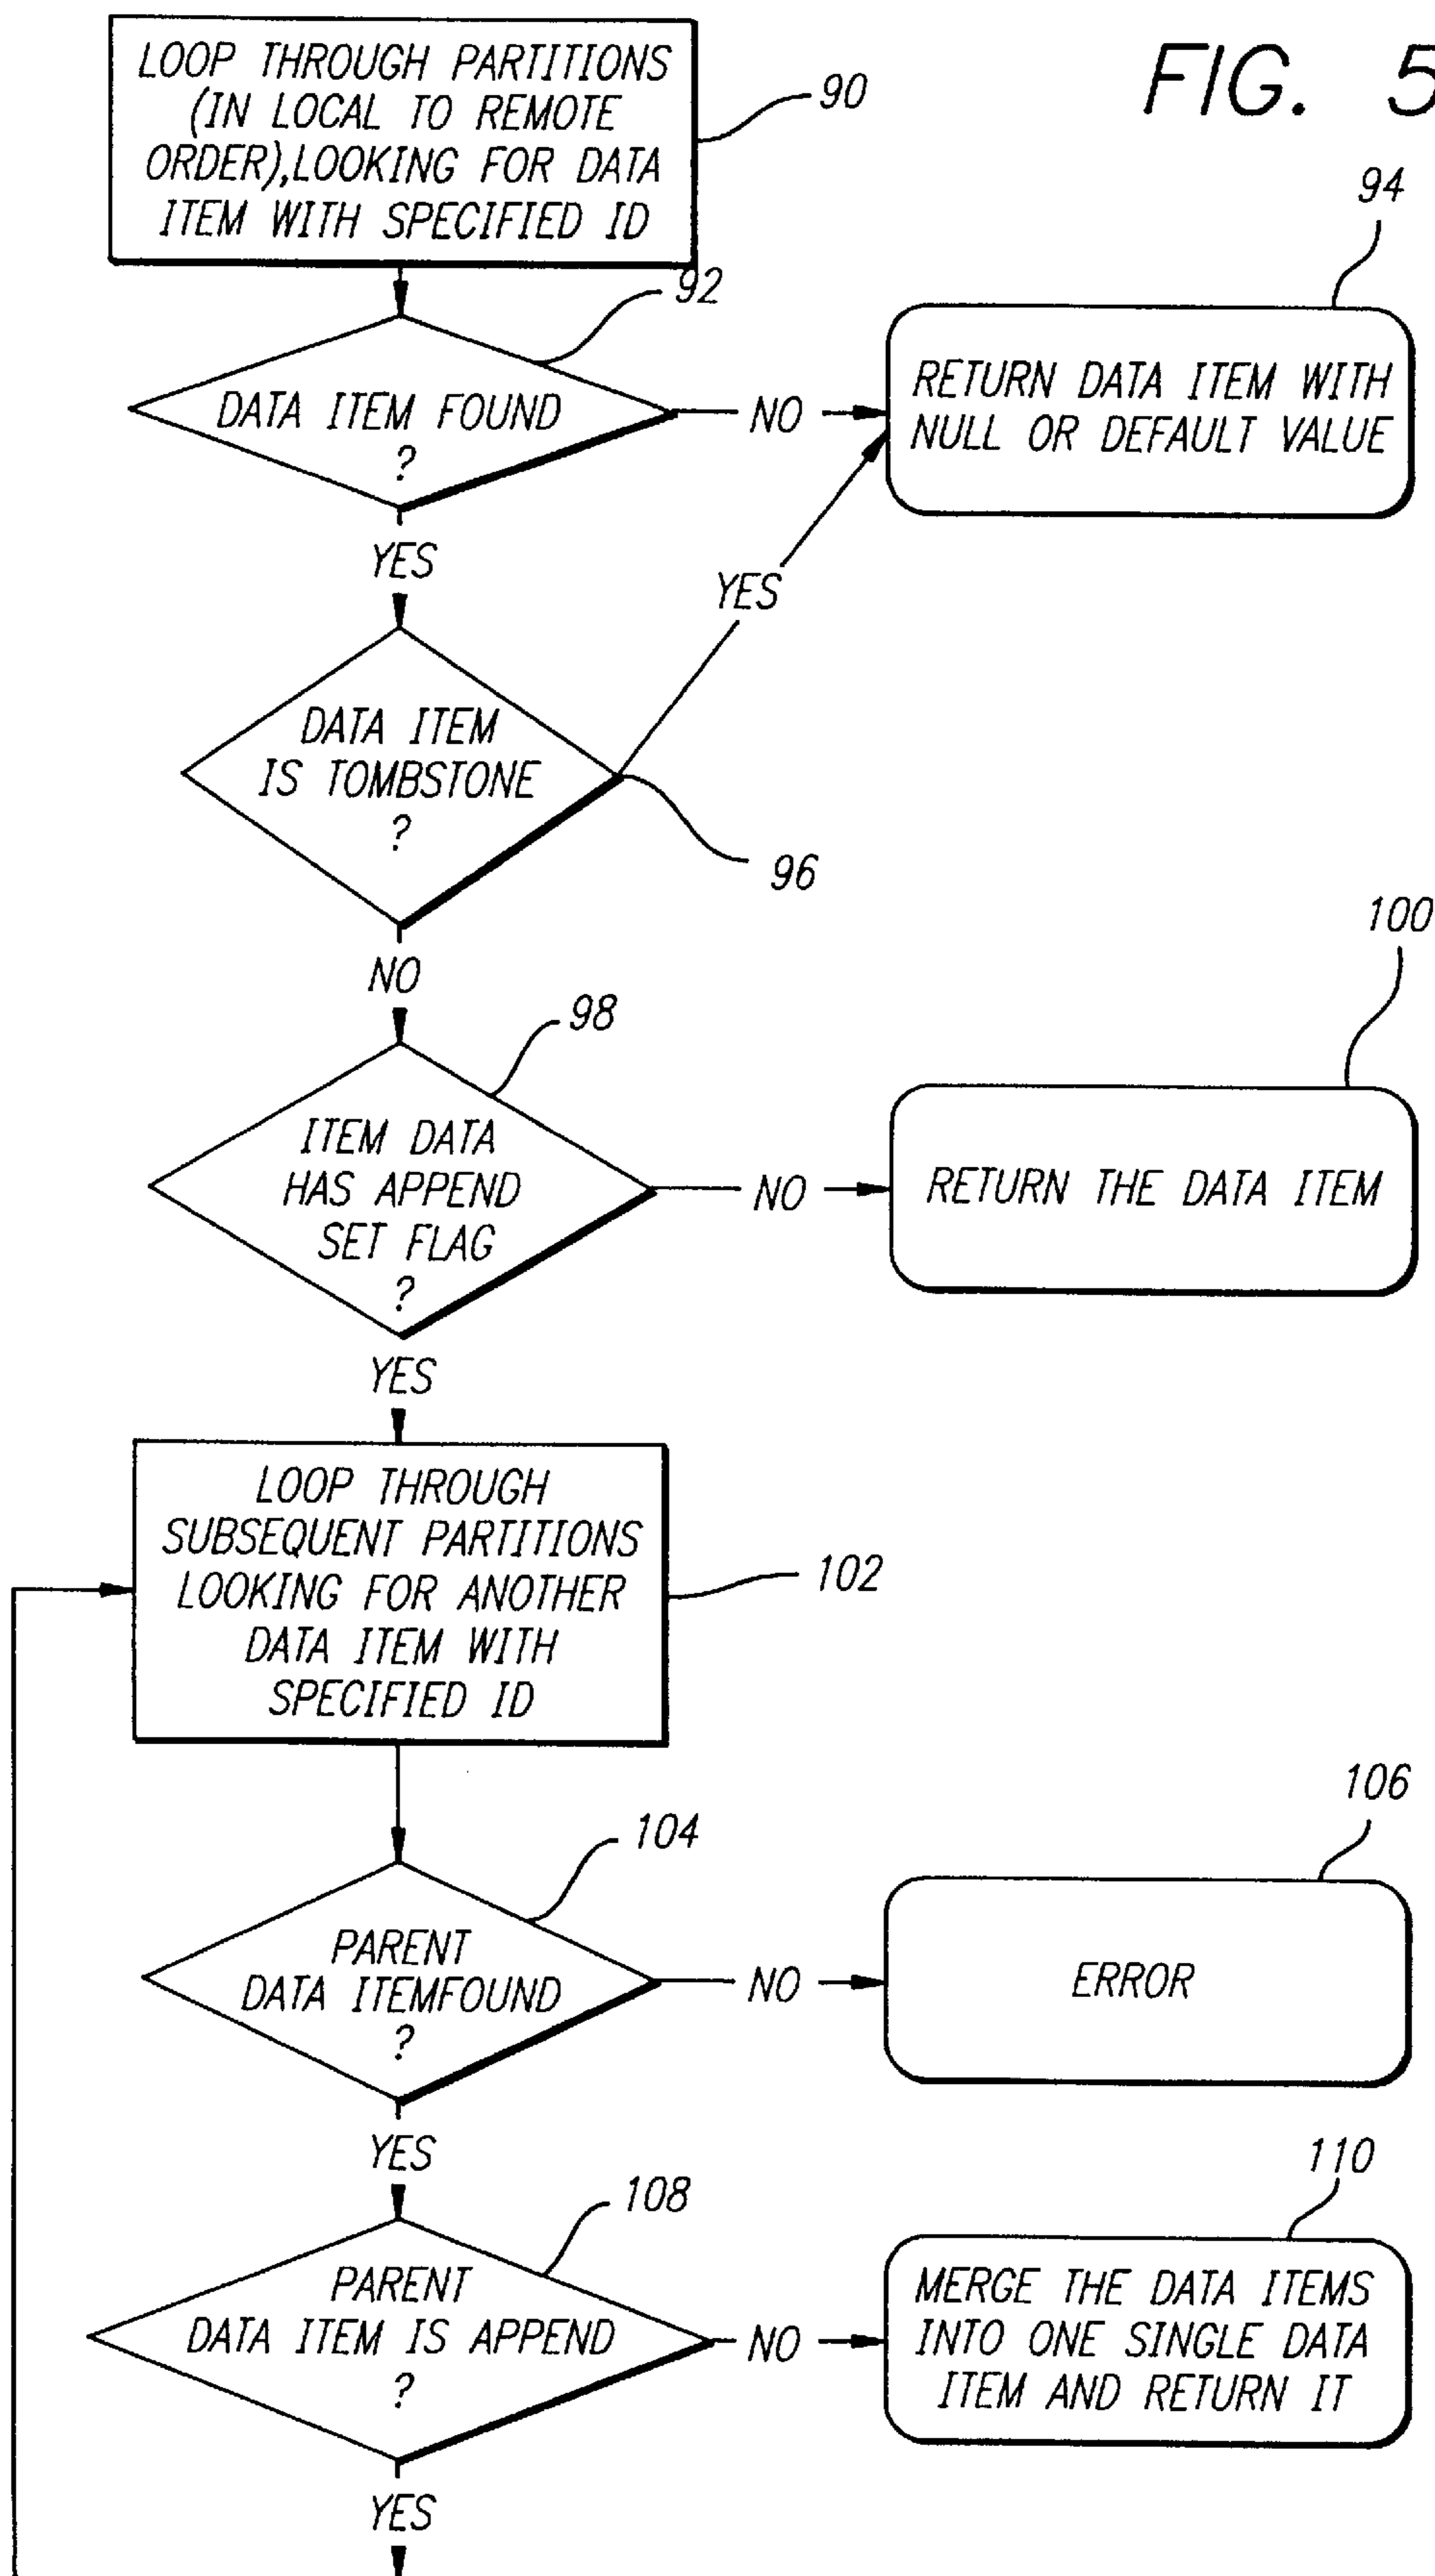 FIG. 5
LOOP THROUGH PARTITIONS
(IN LOCAL TO REMOTE
ORDER),LOOKING FOR DATA
ITEM WITH SPECIFIED ID
90
92
DATA ITEM FOUND
?
NO
94
RETURN DATA ITEM WITH
NULL OR DEFAULT VALUE
YES
YES
DATA ITEM
IS TOMBSTONE
?
96
NO
98
ITEM DATA
HAS APPEND
SET FLAG
?
NO
100
RETURN THE DATA ITEM
YES
LOOP THROUGH
SUBSEQUENT PARTITIONS
LOOKING FOR ANOTHER
DATA ITEM WITH
SPECIFIED ID
102
104
PARENT
DATA ITEMFOUND
?
NO
106
ERROR
YES
108
PARENT
DATA ITEM IS APPEND
?
NO
110
MERGE THE DATA ITEMS
INTO ONE SINGLE DATA
ITEM AND RETURN IT
YES